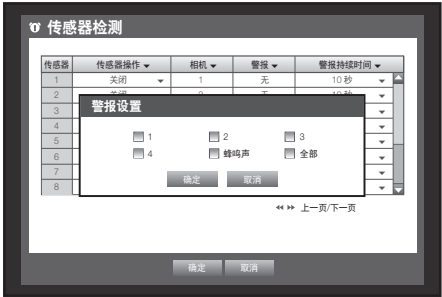 传感器检测
传感器 传感器操作 相机 警报 警报持续时间
1 关闭 1 无 10 秒
2
3
4
5
6
7
8
警报设置
1 2 3
4 蜂鸣声 全部
确定 取消
上一页/下一页
确定 取消